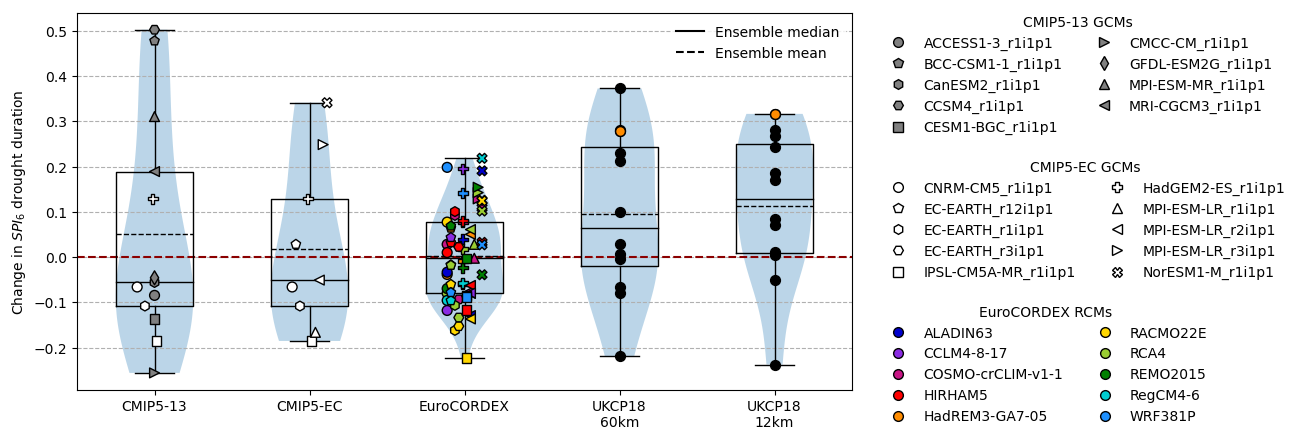 Change in SPI6 drought duration
0.5
0.4
0.3
0.2
0.1
0.0
−0.1
−0.2
Ensemble median
Ensemble mean
CMIP5-13
CMIP5-EC
EuroCORDEX
UKCP18
60km
UKCP18
12km
CMIP5-13 GCMs
ACCESS1-3_r1i1p1
BCC-CSM1-1_r1i1p1
CanESM2_r1i1p1
CCSM4_r1i1p1
CESM1-BGC_r1i1p1
CMCC-CM_r1i1p1
GFDL-ESM2G_r1i1p1
MPI-ESM-MR_r1i1p1
MRI-CGCM3_r1i1p1
CMIP5-EC GCMs
CNRM-CM5_r1i1p1
EC-EARTH_r12i1p1
EC-EARTH_r1i1p1
EC-EARTH_r3i1p1
IPSL-CM5A-MR_r1i1p1
HadGEM2-ES_r1i1p1
MPI-ESM-LR_r1i1p1
MPI-ESM-LR_r2i1p1
MPI-ESM-LR_r3i1p1
NorESM1-M_r1i1p1
EuroCORDEX RCMs
ALADIN63
CCLM4-8-17
COSMO-crCLIM-v1-1
HIRHAM5
HadREM3-GA7-05
RACMO22E
RCA4
REMO2015
RegCM4-6
WRF381P